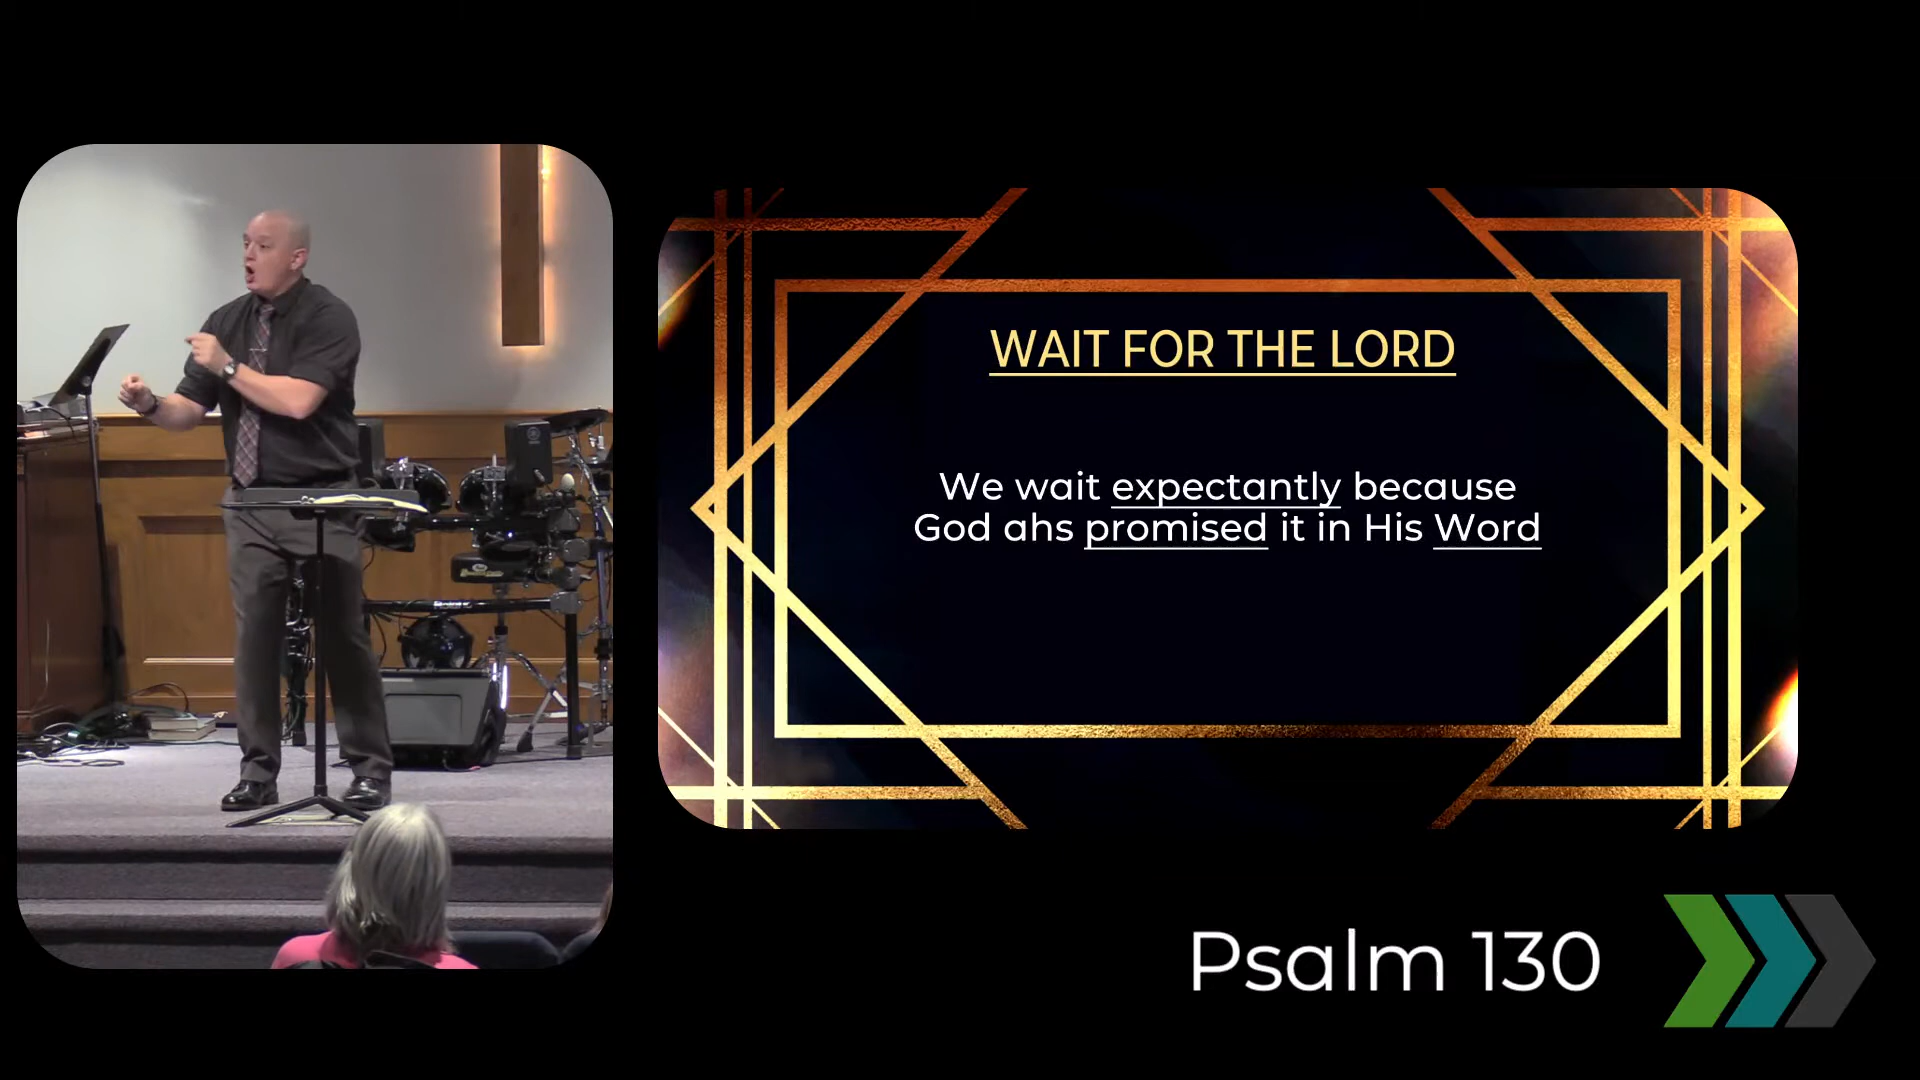 WAIT FOR THE LORD
We wait expectantly because
God ahs promised it in His Word
Psalm 130